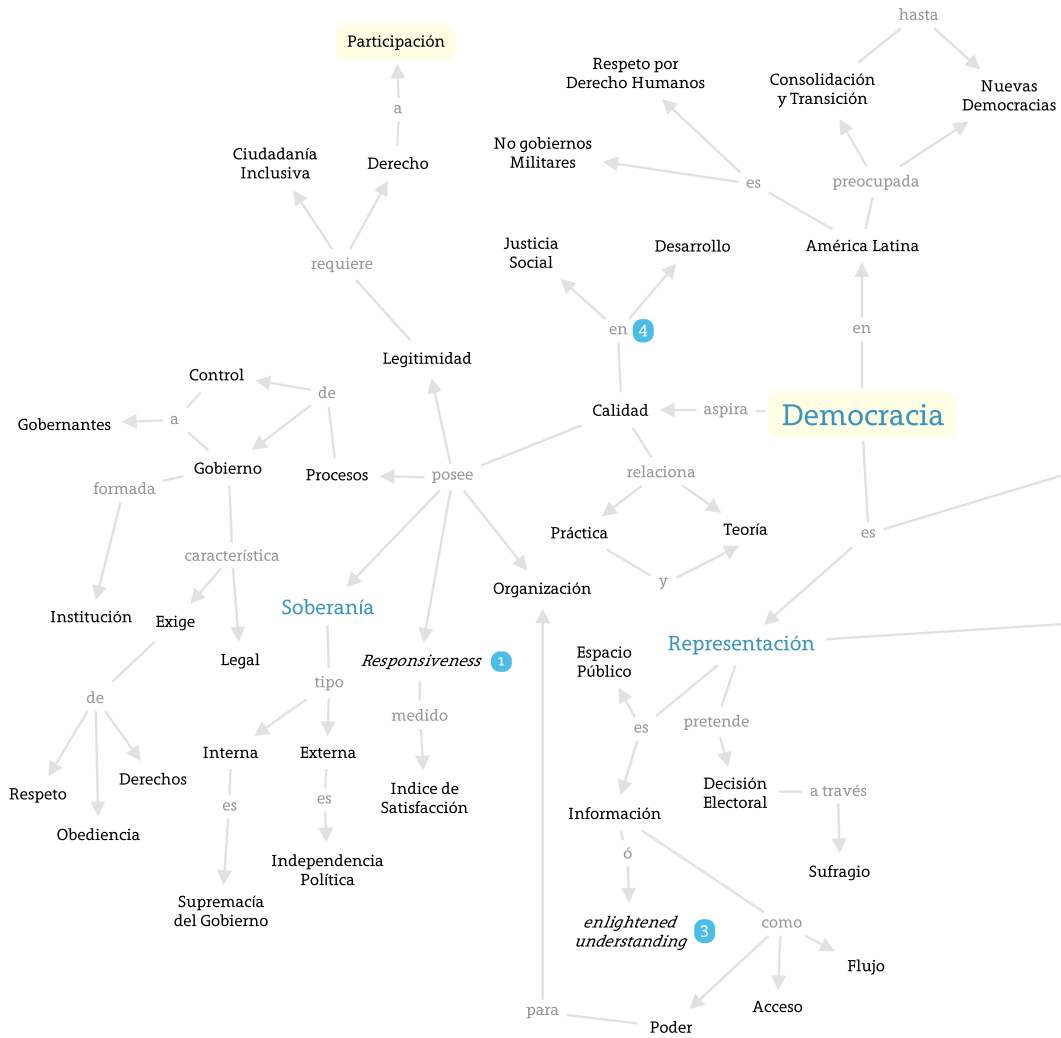 hasta
Participación
Respeto por
Derecho Humanos
Consolidación
y Transición
Nuevas
Democracias
a
No gobiernos
Militares
Ciudadanía
Inclusiva
Derecho
es
preocupada
Justicia
Social
Desarrollo
América Latina
requiere
en 4
en
Legitimidad
Control
de
Calidad
aspira
Democracia
Gobernantes
a
Gobierno
Procesos
posee
relaciona
formada
Práctica
Teoría
es
característica
y
Organización
Institución
Exige
Soberanía
Legal
Responsiveness 1
Espacio
Público
Representación
tipo
de
medido
es
pretende
Respeto
Derechos
Interna
Externa
Indice de
Satisfacción
Decisión
Electoral
a través
Obediencia
es
es
Información
ó
Independencia
Política
Sufragio
Supremacía
del Gobierno
enlightened
understanding 3
como
Flujo
Acceso
para
Poder